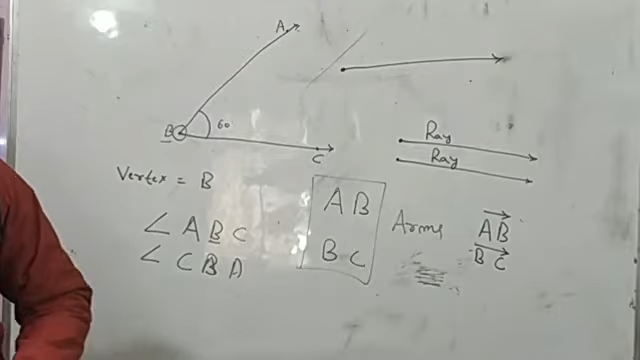 A
B 60
C
Ray
Ray
Vertex = B
∠ A B C
∠ C B A
A B
B C
Arms
AB
BC